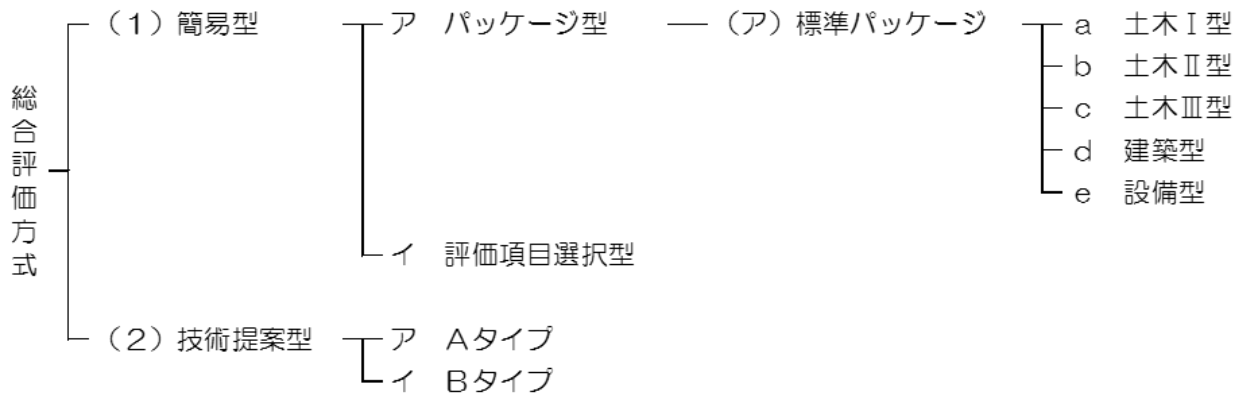 総合評価方式
（１）簡易型 ア パッケージ型 （ア）標準パッケージ a 土木Ⅰ型
b 土木Ⅱ型
c 土木Ⅲ型
d 建築型
e 設備型
イ 評価項目選択型
（２）技術提案型 ア Ａタイプ
イ Ｂタイプ